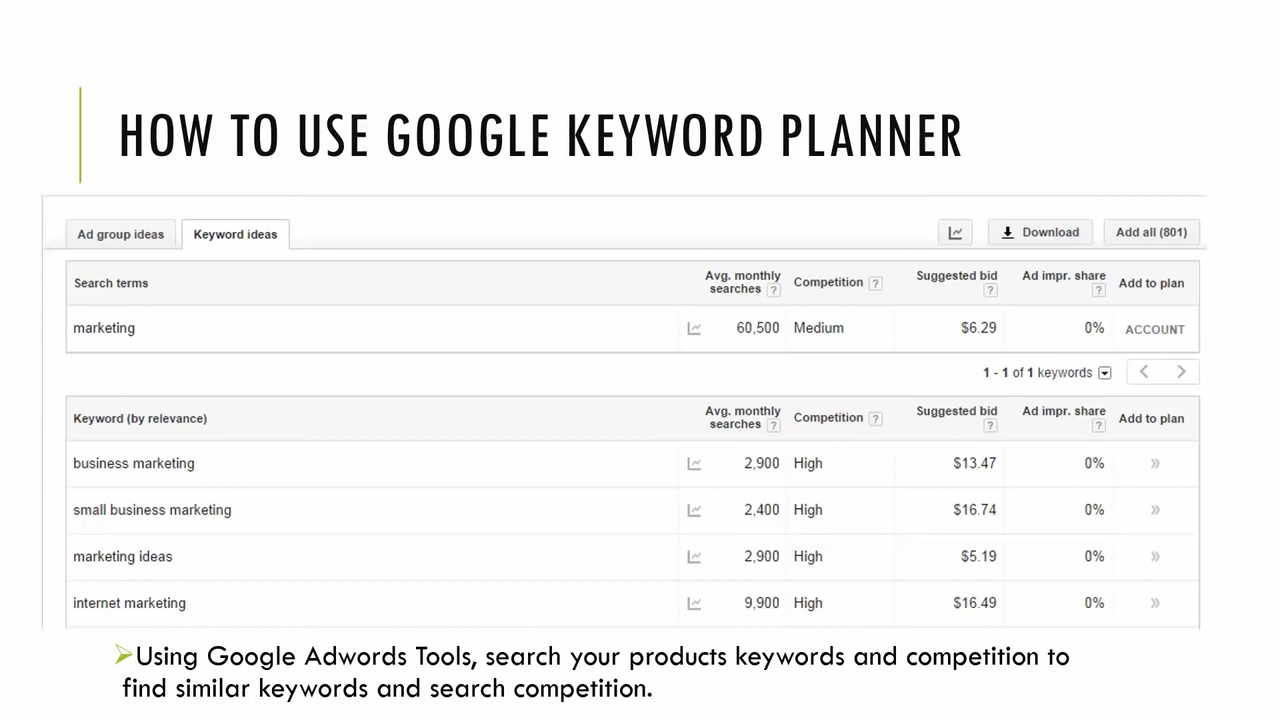 HOW TO USE GOOGLE KEYWORD PLANNER
Ad group ideas Keyword ideas Download Add all (801)
Search terms Avg. monthly searches ? Competition ? Suggested bid ? Ad impr. share ? Add to plan
marketing 60,500 Medium $6.29 0% ACCOUNT
1 - 1 of 1 keywords
Keyword (by relevance) Avg. monthly searches ? Competition ? Suggested bid ? Ad impr. share ? Add to plan
business marketing 2,900 High $13.47 0% »
small business marketing 2,400 High $16.74 0% »
marketing ideas 2,900 High $5.19 0% »
internet marketing 9,900 High $16.49 0% »
Using Google Adwords Tools, search your products keywords and competition to
find similar keywords and search competition.